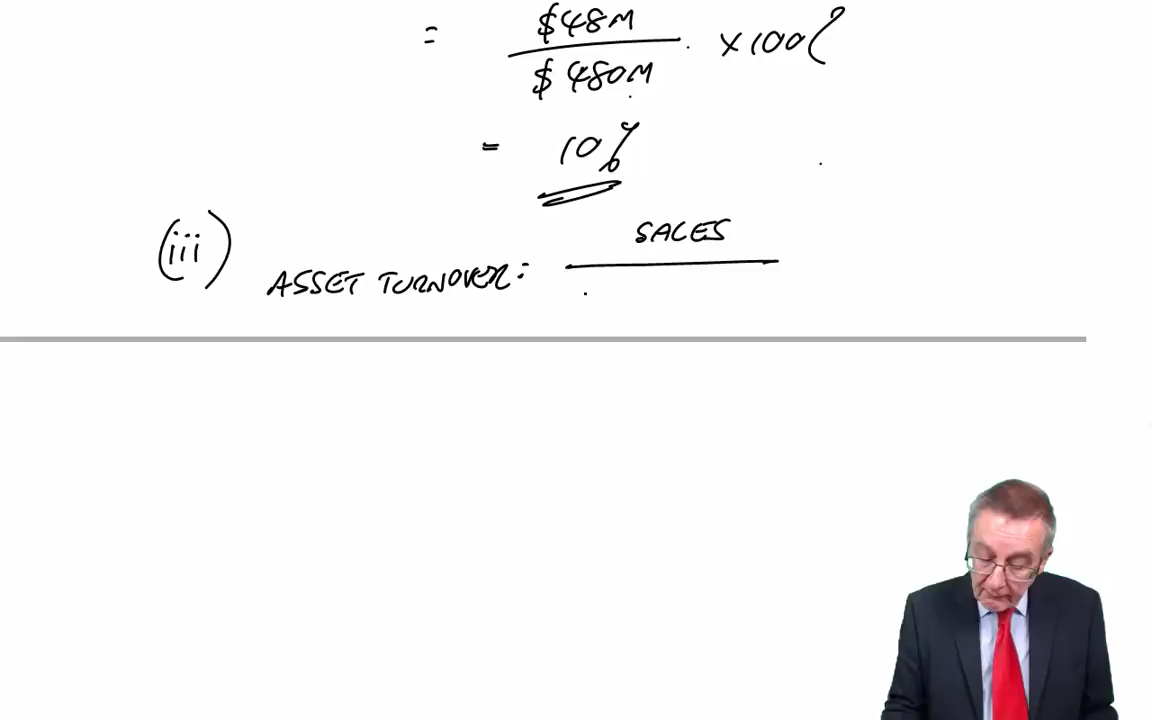 = $48M
$480M × 100%
= 10%
(iii) ASSET TURNOVER = SALES